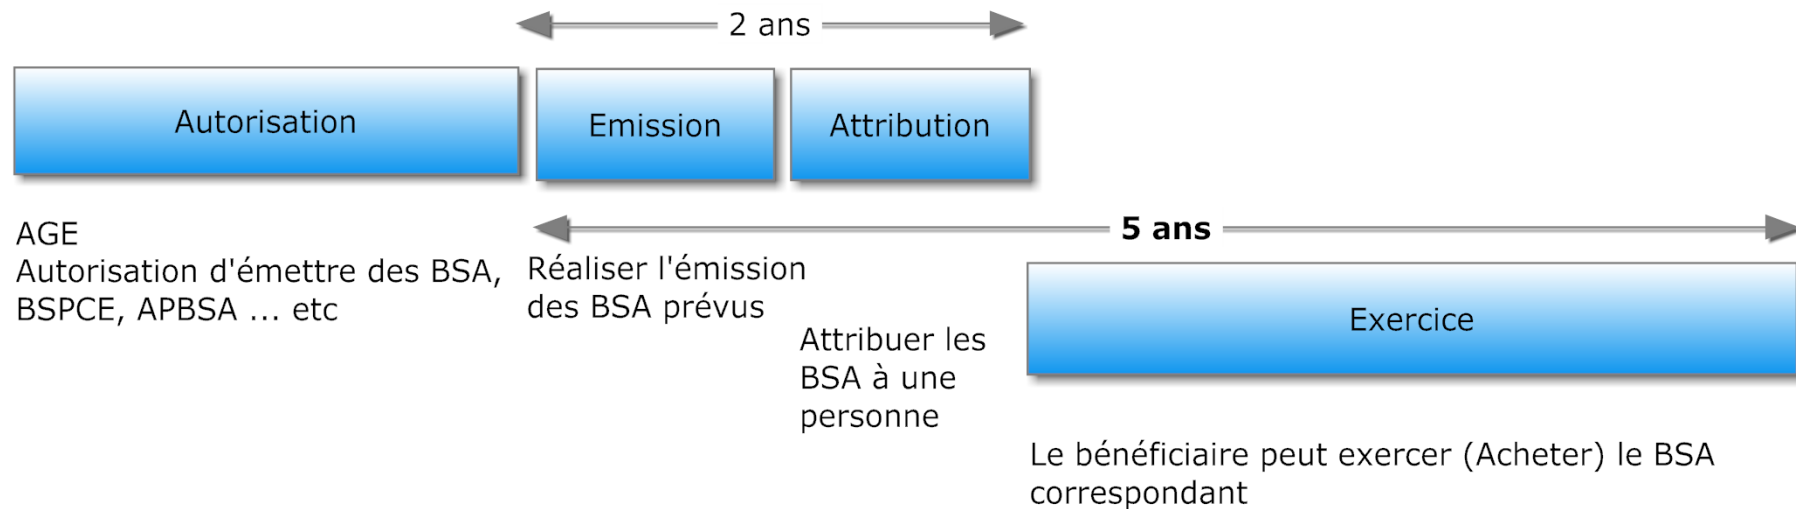 2 ans
Autorisation
Emission
Attribution
AGE
Autorisation d'émettre des BSA,
BSPCE, APBSA ... etc
5 ans
Réaliser l'émission
des BSA prévus
Attribuer les
BSA à une
personne
Exercice
Le bénéficiaire peut exercer (Acheter) le BSA
correspondant